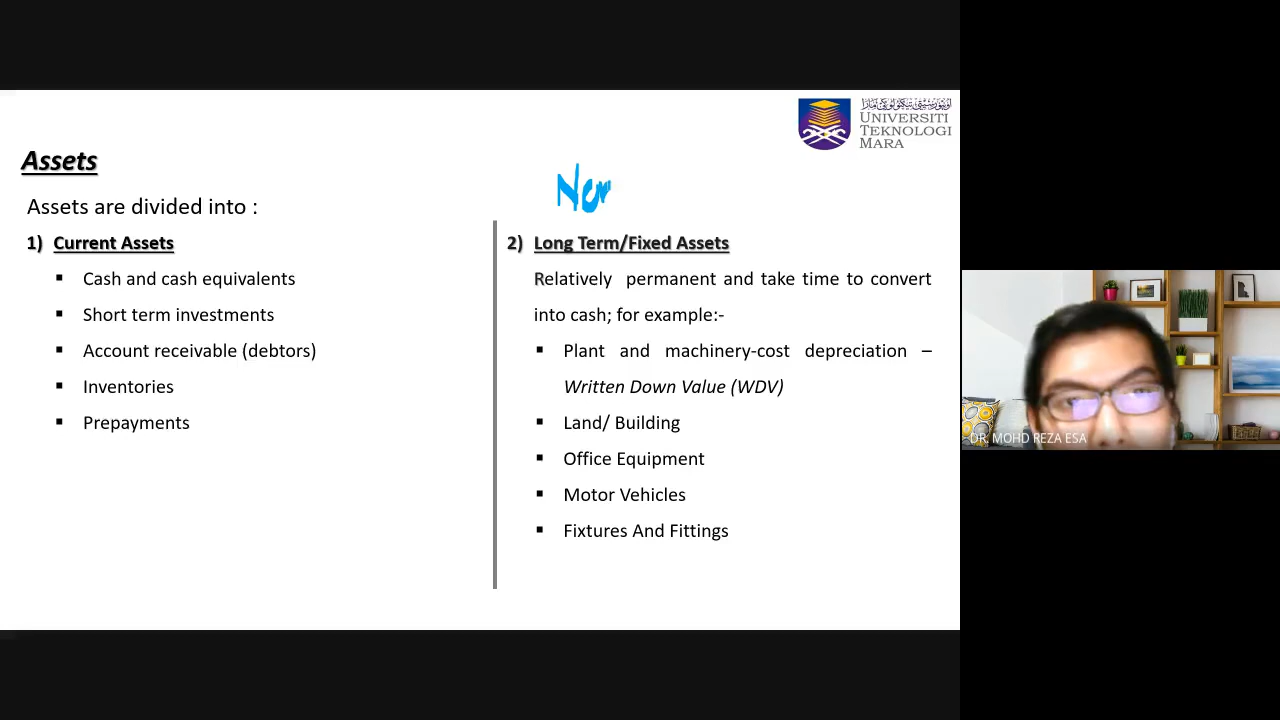 UNIVERSITI
TEKNOLOGI
MARA
Assets
Assets are divided into :
1) Current Assets
▪ Cash and cash equivalents
▪ Short term investments
▪ Account receivable (debtors)
▪ Inventories
▪ Prepayments
2) Long Term/Fixed Assets
Relatively permanent and take time to convert
into cash; for example:-
▪ Plant and machinery-cost depreciation –
Written Down Value (WDV)
▪ Land/ Building
▪ Office Equipment
▪ Motor Vehicles
▪ Fixtures And Fittings
DR. MOHD REZA ESA